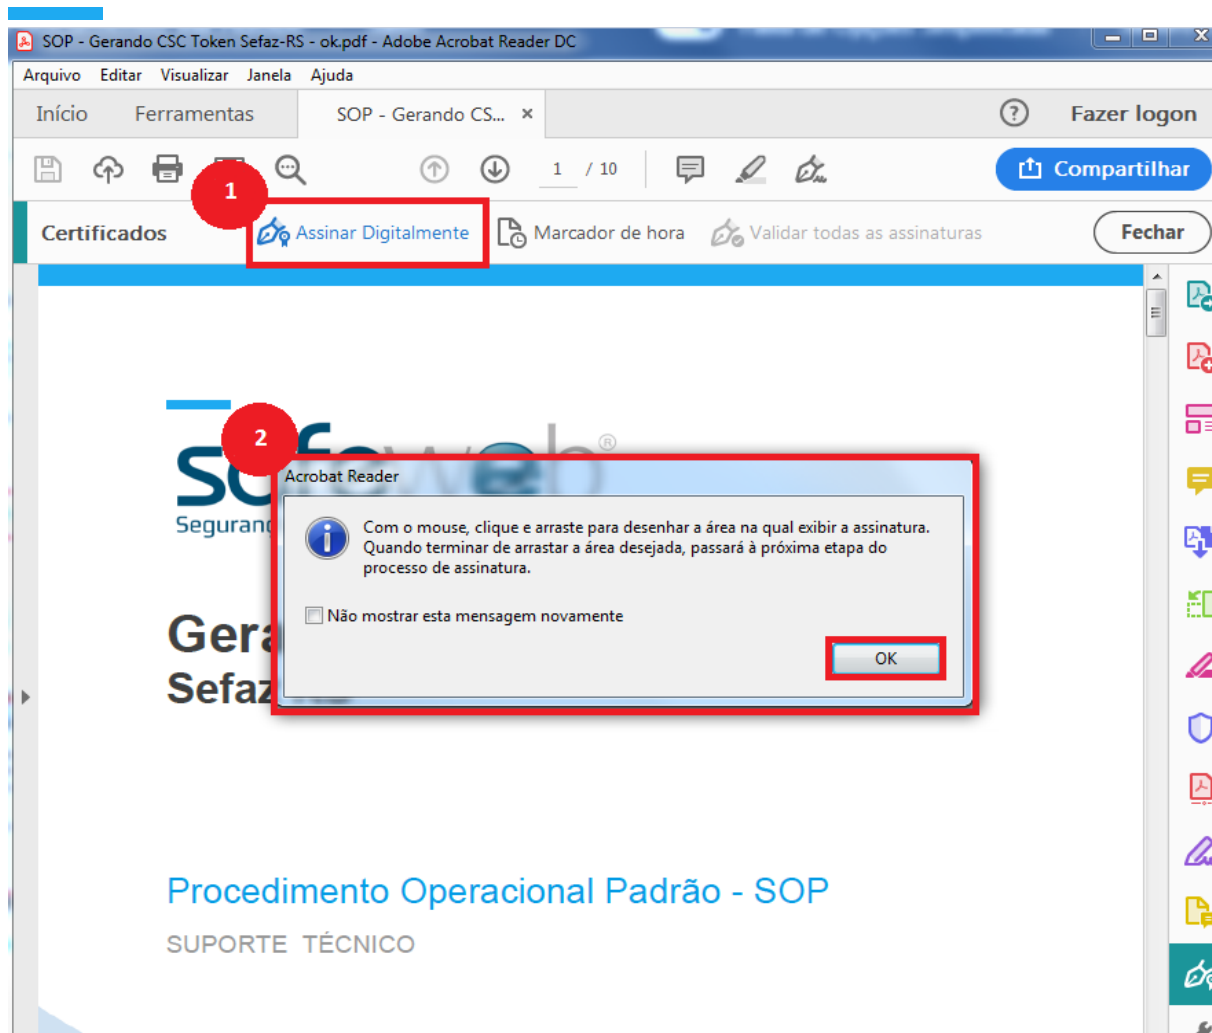 SOP - Gerando CSC Token Sefaz-RS - ok.pdf - Adobe Acrobat Reader DC
Arquivo Editar Visualizar Janela Ajuda
Início Ferramentas SOP - Gerando CS... × ? Fazer logon
1 / 10 Compartilhar
1
Certificados Assinar Digitalmente Marcador de hora Validar todas as assinaturas Fechar
safeweb®
2
Acrobat Reader
Seguran
Com o mouse, clique e arraste para desenhar a área na qual exibir a assinatura.
Quando terminar de arrastar a área desejada, passará à próxima etapa do
processo de assinatura.
Não mostrar esta mensagem novamente
Gera
OK
Sefaz-RS
Procedimento Operacional Padrão - SOP
SUPORTE TÉCNICO